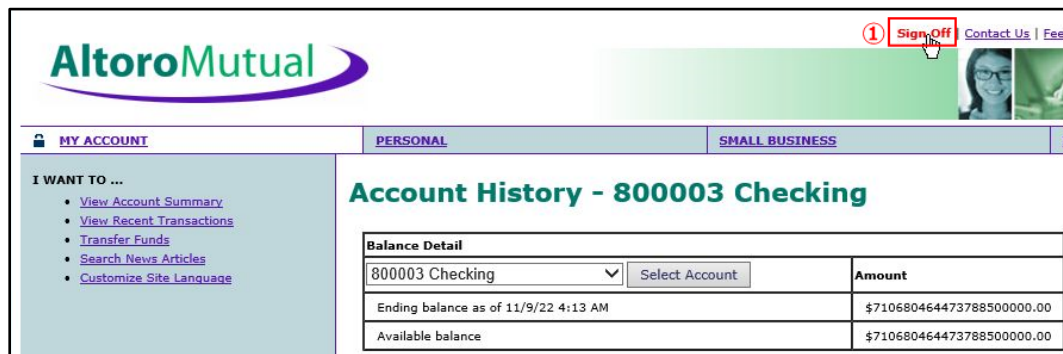 ① Sign Off | Contact Us | Fee
AltoroMutual
MY ACCOUNT PERSONAL SMALL BUSINESS
I WANT TO ...
• View Account Summary
• View Recent Transactions
• Transfer Funds
• Search News Articles
• Customize Site Language
Account History - 800003 Checking
Balance Detail
800003 Checking Select Account Amount
Ending balance as of 11/9/22 4:13 AM $710680464473788500000.00
Available balance $710680464473788500000.00